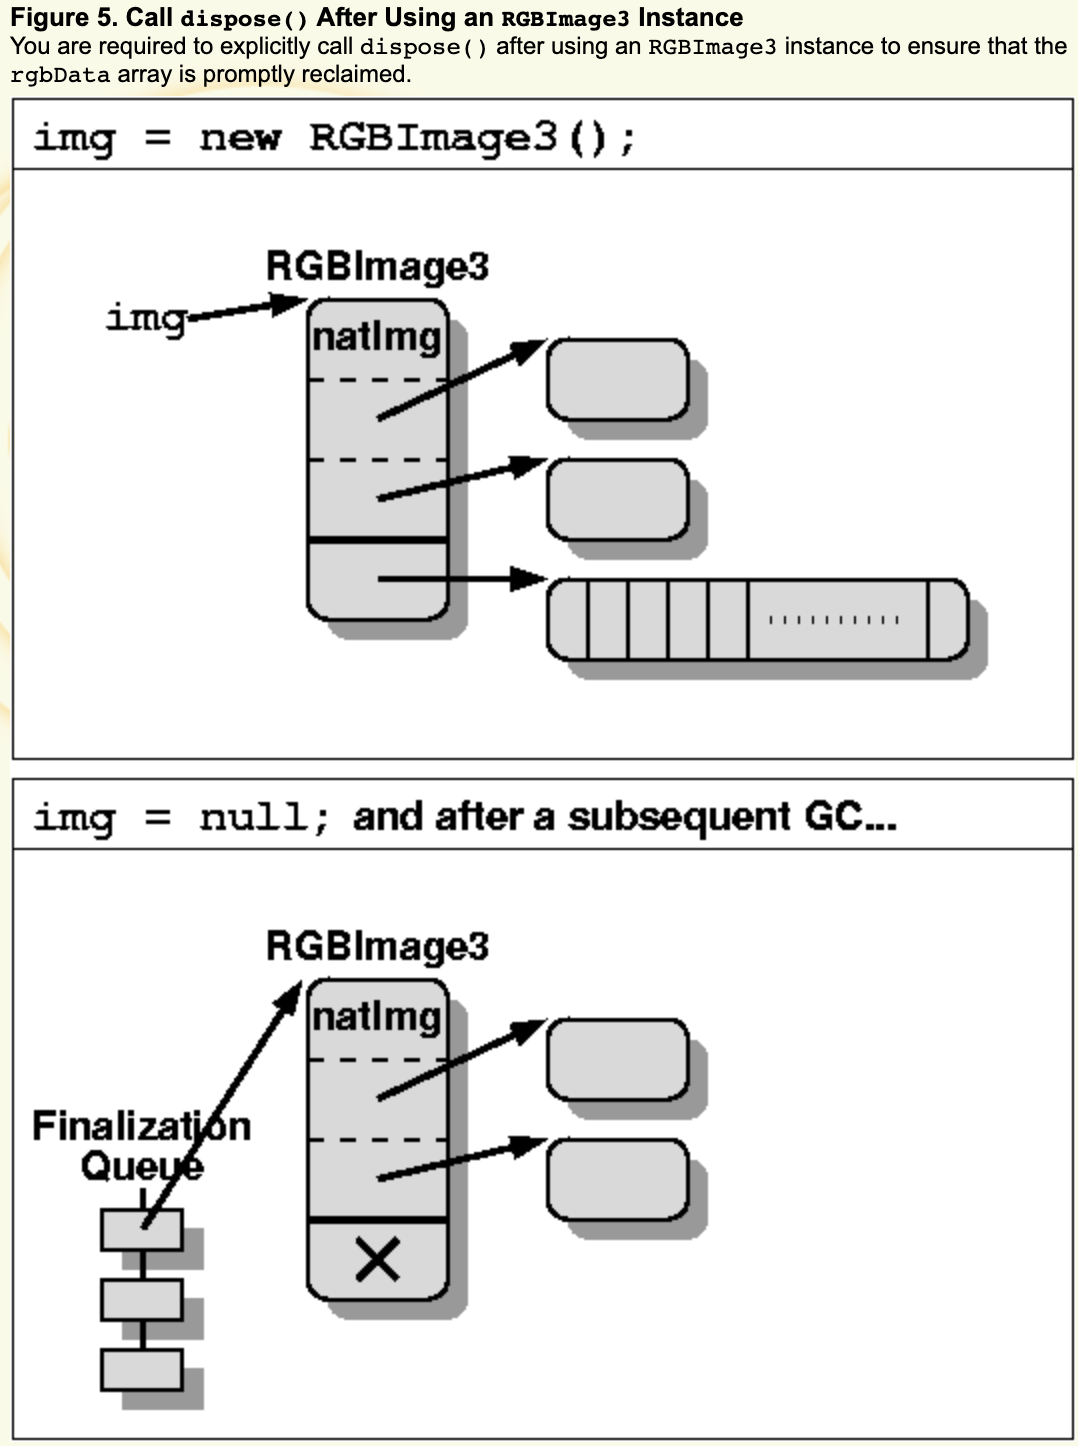 Figure 5. Call dispose() After Using an RGBImage3 Instance
You are required to explicitly call dispose() after using an RGBImage3 instance to ensure that the
rgbData array is promptly reclaimed.
img = new RGBImage3();
RGBImage3
img
natImg
img = null; and after a subsequent GC...
RGBImage3
natImg
Finalization
Queue